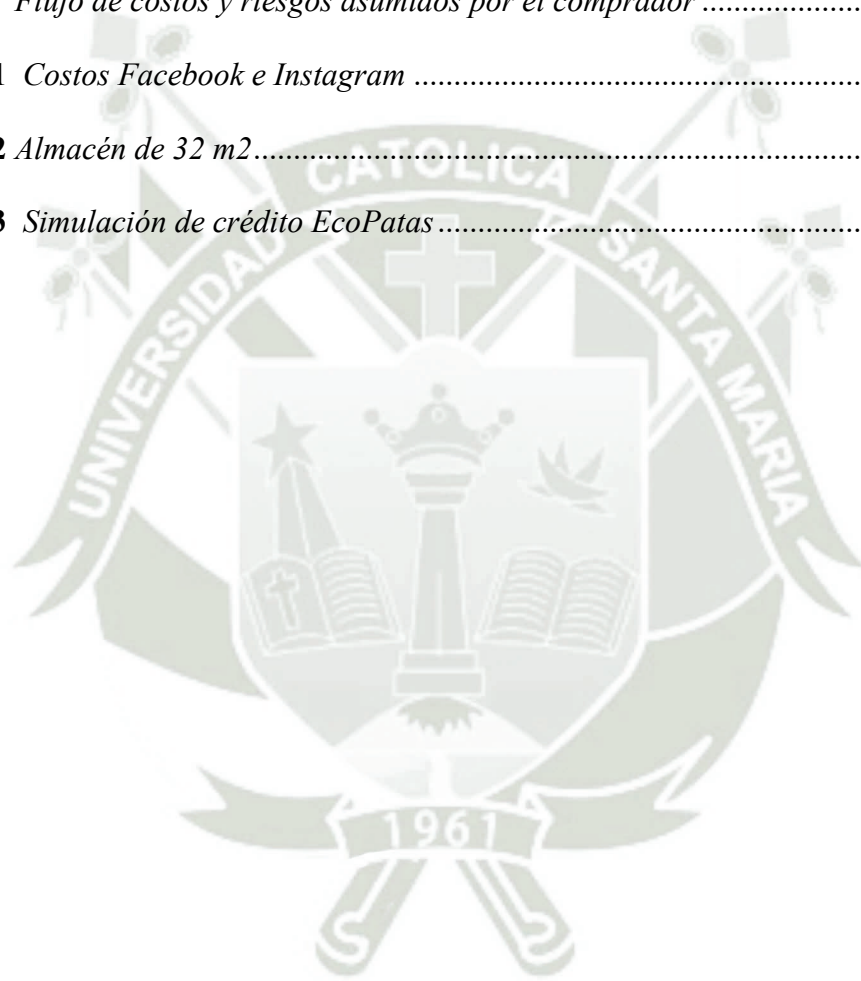 Flujo de costos y riesgos asumidos por el comprador ....................
1 Costos Facebook e Instagram ........................................................
2 Almacén de 32 m2............................................................................
3 Simulación de crédito EcoPatas.....................................................
UNIVERSIDAD CATOLICA SANTA MARIA
1961